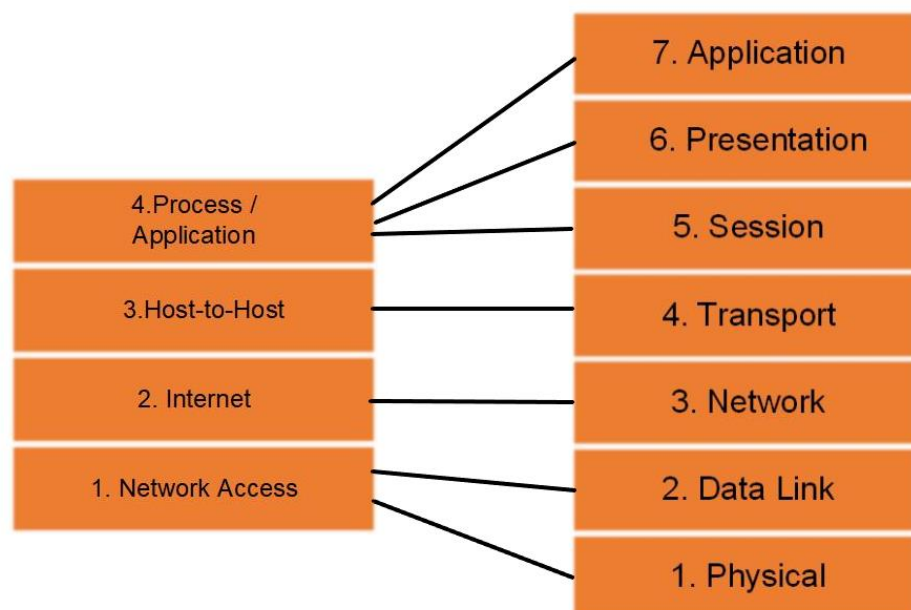 4.Process /
Application
3.Host-to-Host
2. Internet
1. Network Access
7. Application
6. Presentation
5. Session
4. Transport
3. Network
2. Data Link
1. Physical